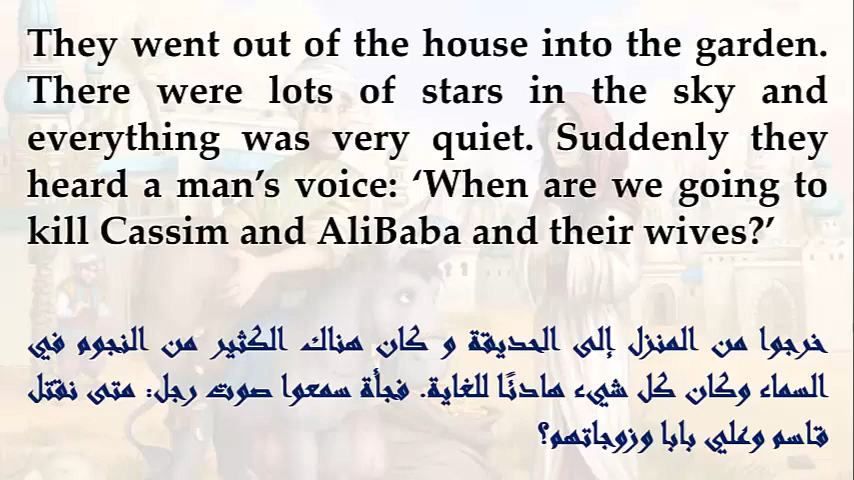 They went out of the house into the garden.
There were lots of stars in the sky and
everything was very quiet. Suddenly they
heard a man’s voice: ‘When are we going to
kill Cassim and AliBaba and their wives?’
خرجوا من المنزل إلى الحديقة و كان هناك الكثير من النجوم في
السماء وكان كل شيء هادئًا للغاية. فجأة سمعوا صوت رجل: متى نقتل
قاسم وعلي بابا وزوجاتهم؟